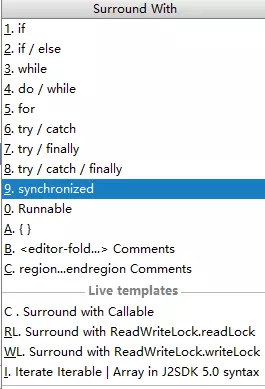 Surround With
1. if
2. if / else
3. while
4. do / while
5. for
6. try / catch
7. try / finally
8. try / catch / finally
9. synchronized
0. Runnable
A. { }
B. <editor-fold...> Comments
C. region...endregion Comments
Live templates
C . Surround with Callable
RL. Surround with ReadWriteLock.readLock
WL. Surround with ReadWriteLock.writeLock
I. Iterate Iterable | Array in J2SDK 5.0 syntax